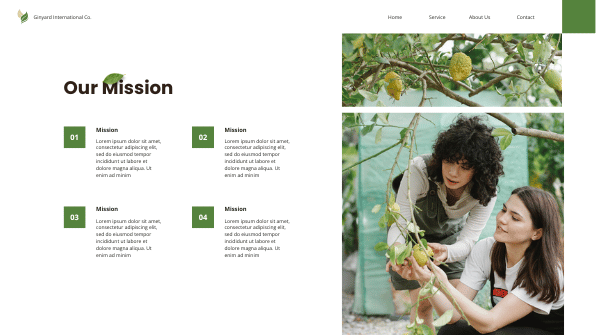 Ginyard International Co.
Home Service About Us Contact
Our Mission
01
Mission
Lorem ipsum dolor sit amet,
consectetur adipiscing elit,
sed do eiusmod tempor
incididunt ut labore et
dolore magna aliqua. Ut
enim ad minim
02
Mission
Lorem ipsum dolor sit amet,
consectetur adipiscing elit,
sed do eiusmod tempor
incididunt ut labore et
dolore magna aliqua. Ut
enim ad minim
03
Mission
Lorem ipsum dolor sit amet,
consectetur adipiscing elit,
sed do eiusmod tempor
incididunt ut labore et
dolore magna aliqua. Ut
enim ad minim
04
Mission
Lorem ipsum dolor sit amet,
consectetur adipiscing elit,
sed do eiusmod tempor
incididunt ut labore et
dolore magna aliqua. Ut
enim ad minim